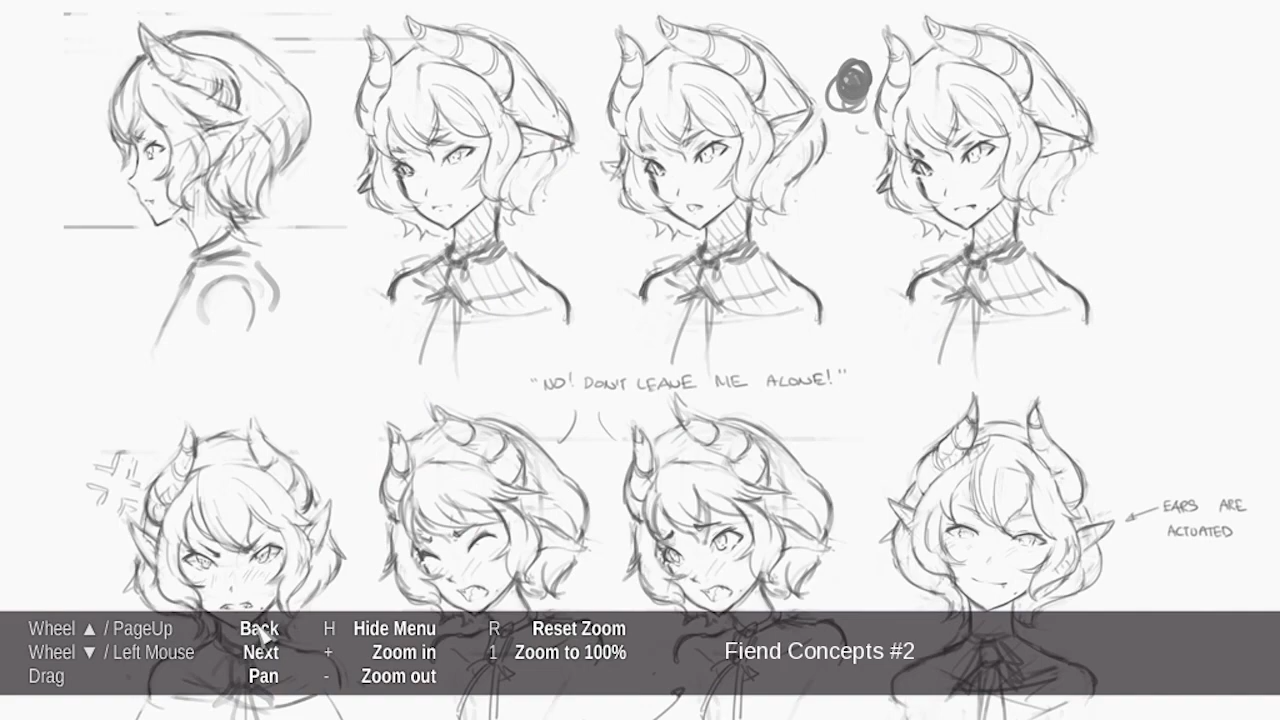 "NO! DON'T LEAVE ME ALONE!"
EARS ARE
ACTUATED
Wheel ▲ / PageUp Back H Hide Menu R Reset Zoom
Wheel ▼ / Left Mouse Next + Zoom in 1 Zoom to 100%
Drag Pan - Zoom out
Fiend Concepts #2